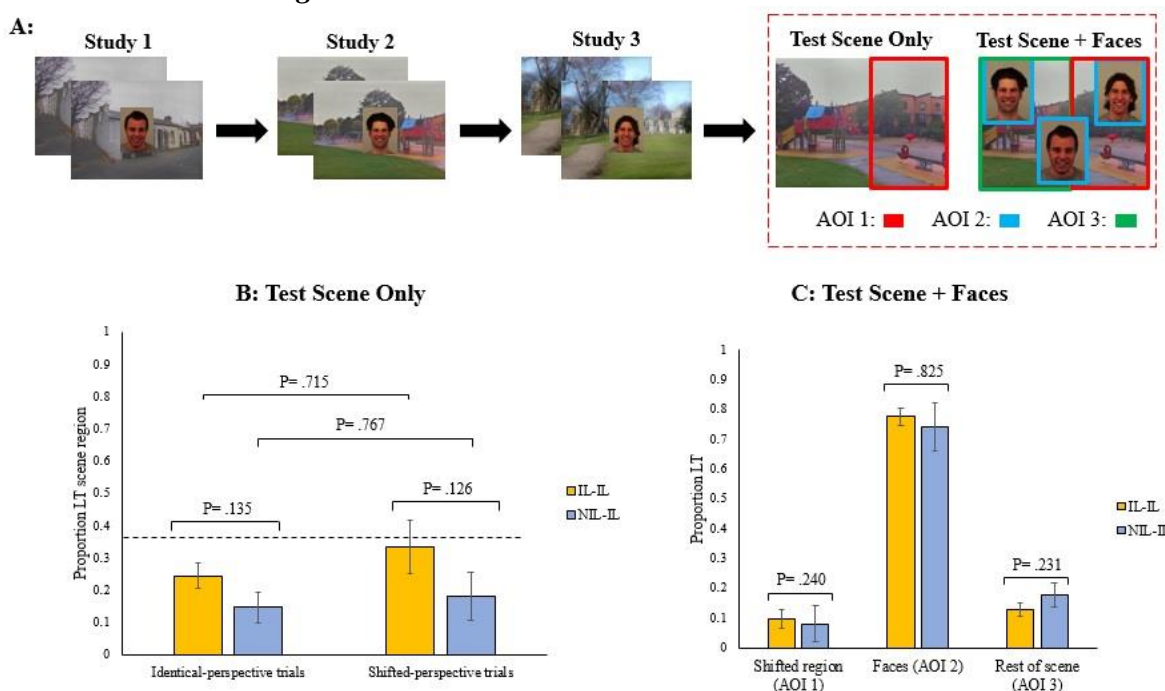 A:
Study 1
Study 2
Study 3
Test Scene Only
Test Scene + Faces
AOI 1:
AOI 2:
AOI 3:
B: Test Scene Only
Proportion LT scene region
1
0.9
0.8
0.7
0.6
0.5
0.4
0.3
0.2
0.1
0
P= .715
P= .767
P= .135
P= .126
IL-IL
NIL-IL
Identical-perspective trials
Shifted-perspective trials
C: Test Scene + Faces
Proportion LT
1
0.9
0.8
0.7
0.6
0.5
0.4
0.3
0.2
0.1
0
P= .825
P= .240
P= .231
IL-IL
NIL-IL
Shifted region
(AOI 1)
Faces (AOI 2)
Rest of scene
(AOI 3)